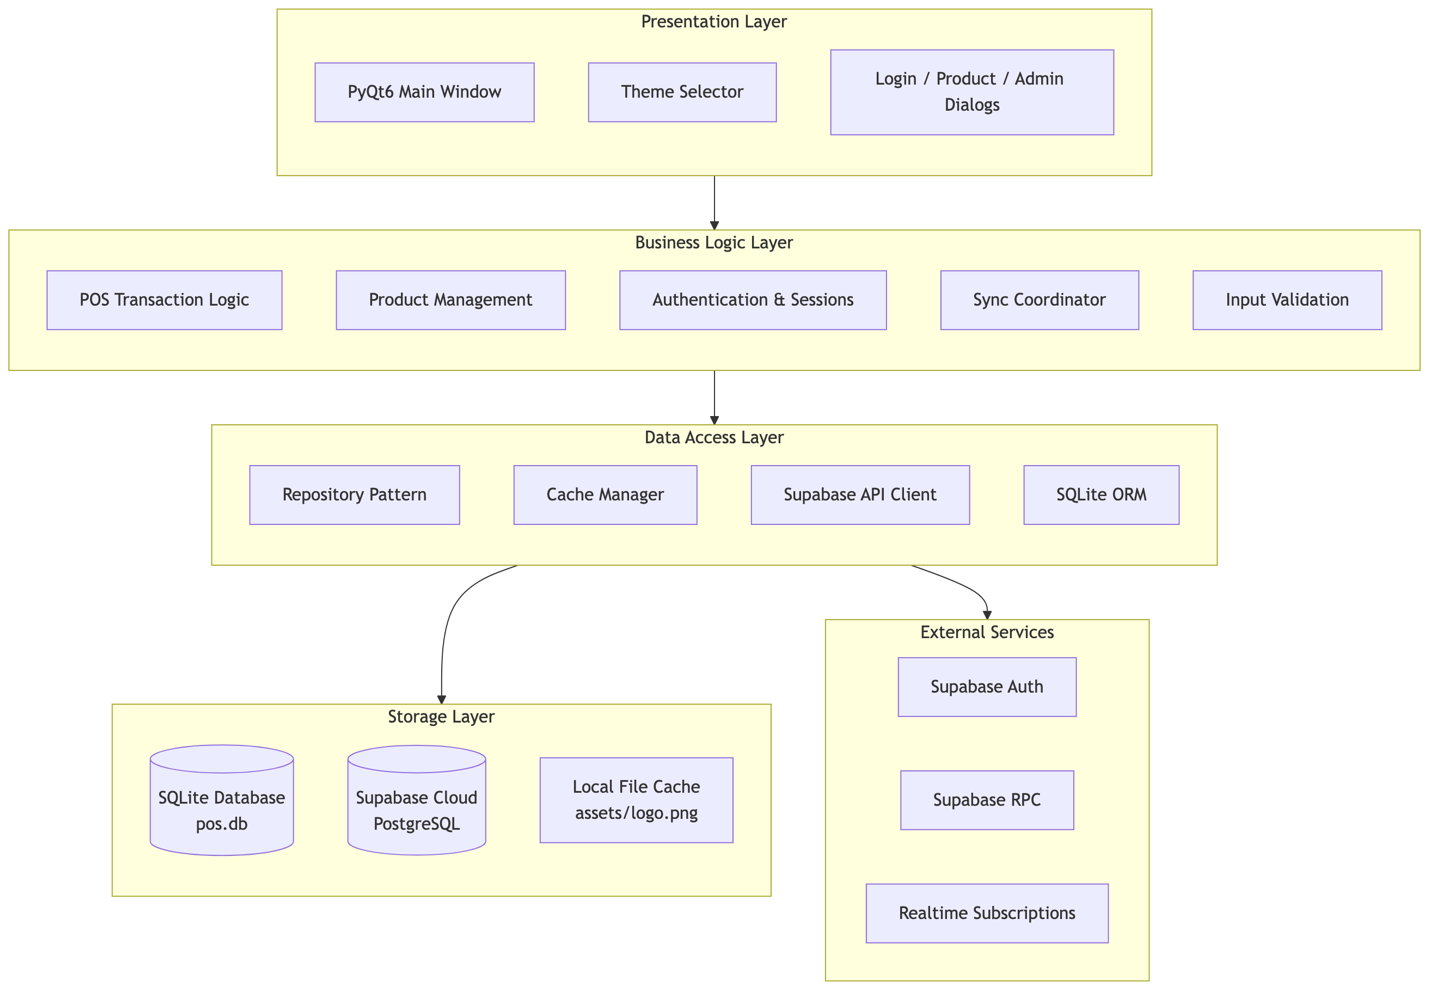 Presentation Layer
PyQt6 Main Window
Theme Selector
Login / Product / Admin
Dialogs
Business Logic Layer
POS Transaction Logic
Product Management
Authentication & Sessions
Sync Coordinator
Input Validation
Data Access Layer
Repository Pattern
Cache Manager
Supabase API Client
SQLite ORM
External Services
Supabase Auth
Supabase RPC
Realtime Subscriptions
Storage Layer
SQLite Database
pos.db
Supabase Cloud
PostgreSQL
Local File Cache
assets/logo.png